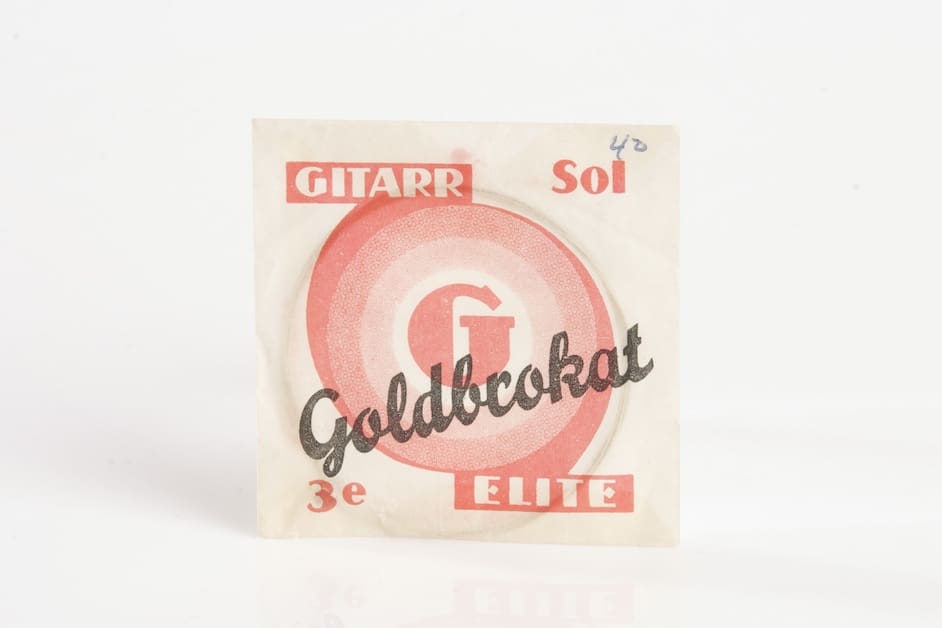 40
GITARR Sol
G
Goldbrokat
3e ELITE